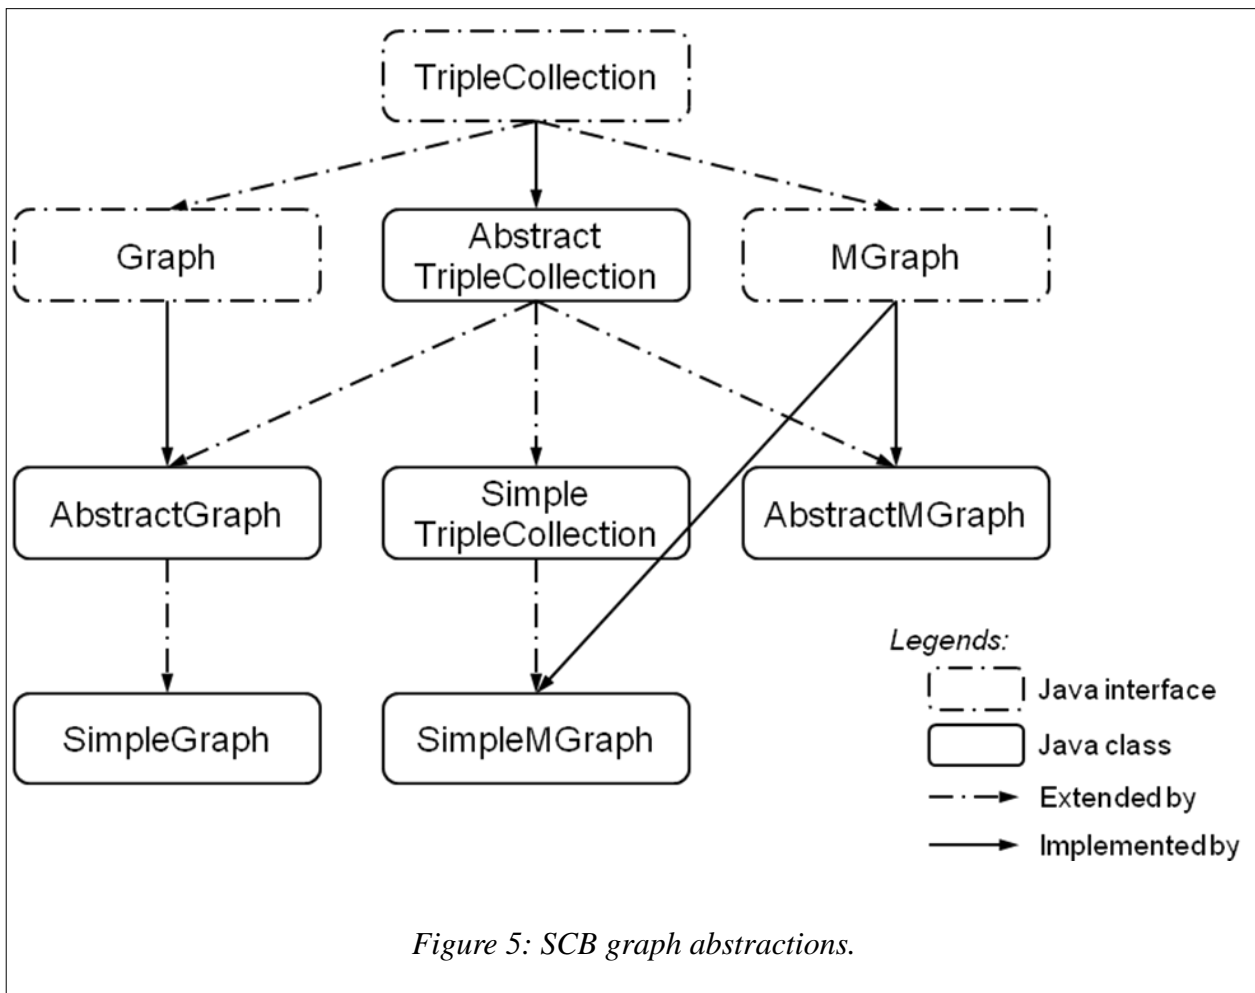 TripleCollection
Graph
Abstract
TripleCollection
MGraph
AbstractGraph
Simple
TripleCollection
AbstractMGraph
SimpleGraph
SimpleMGraph
Legends:
Java interface
Java class
Extended by
Implemented by
Figure 5: SCB graph abstractions.